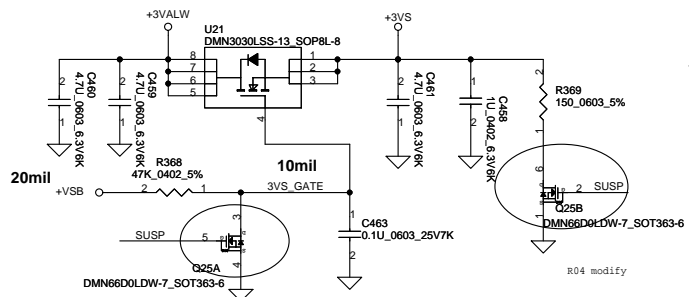 +3VALW
U21
DMN3030LSS-13_SOP8L-8
+3VS
8
7
6
5
1
2
3
4
2
1
C460
4.7U_0603_6.3V6K
2
1
C459
4.7U_0603_6.3V6K
2
1
C461
4.7U_0603_6.3V6K
1
2
C458
1U_0402_6.3V6K
2
R369
150_0603_5%
1
20mil
+VSB
R368
47K_0402_5%
2
1
10mil
3VS_GATE
SUSP
5
3
4
Q25A
DMN66D0LDW-7_SOT363-6
1
C463
0.1U_0603_25V7K
2
6
2
SUSP
1
Q25B
DMN66D0LDW-7_SOT363-6
R04 modify